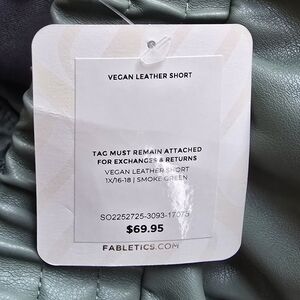 VEGAN LEATHER SHORT
TAG MUST REMAIN ATTACHED
FOR EXCHANGES & RETURNS
VEGAN LEATHER SHORT
1X/16-18 | SMOKE GREEN
SO2252725-3093-17075
$69.95
FABLETICS.COM